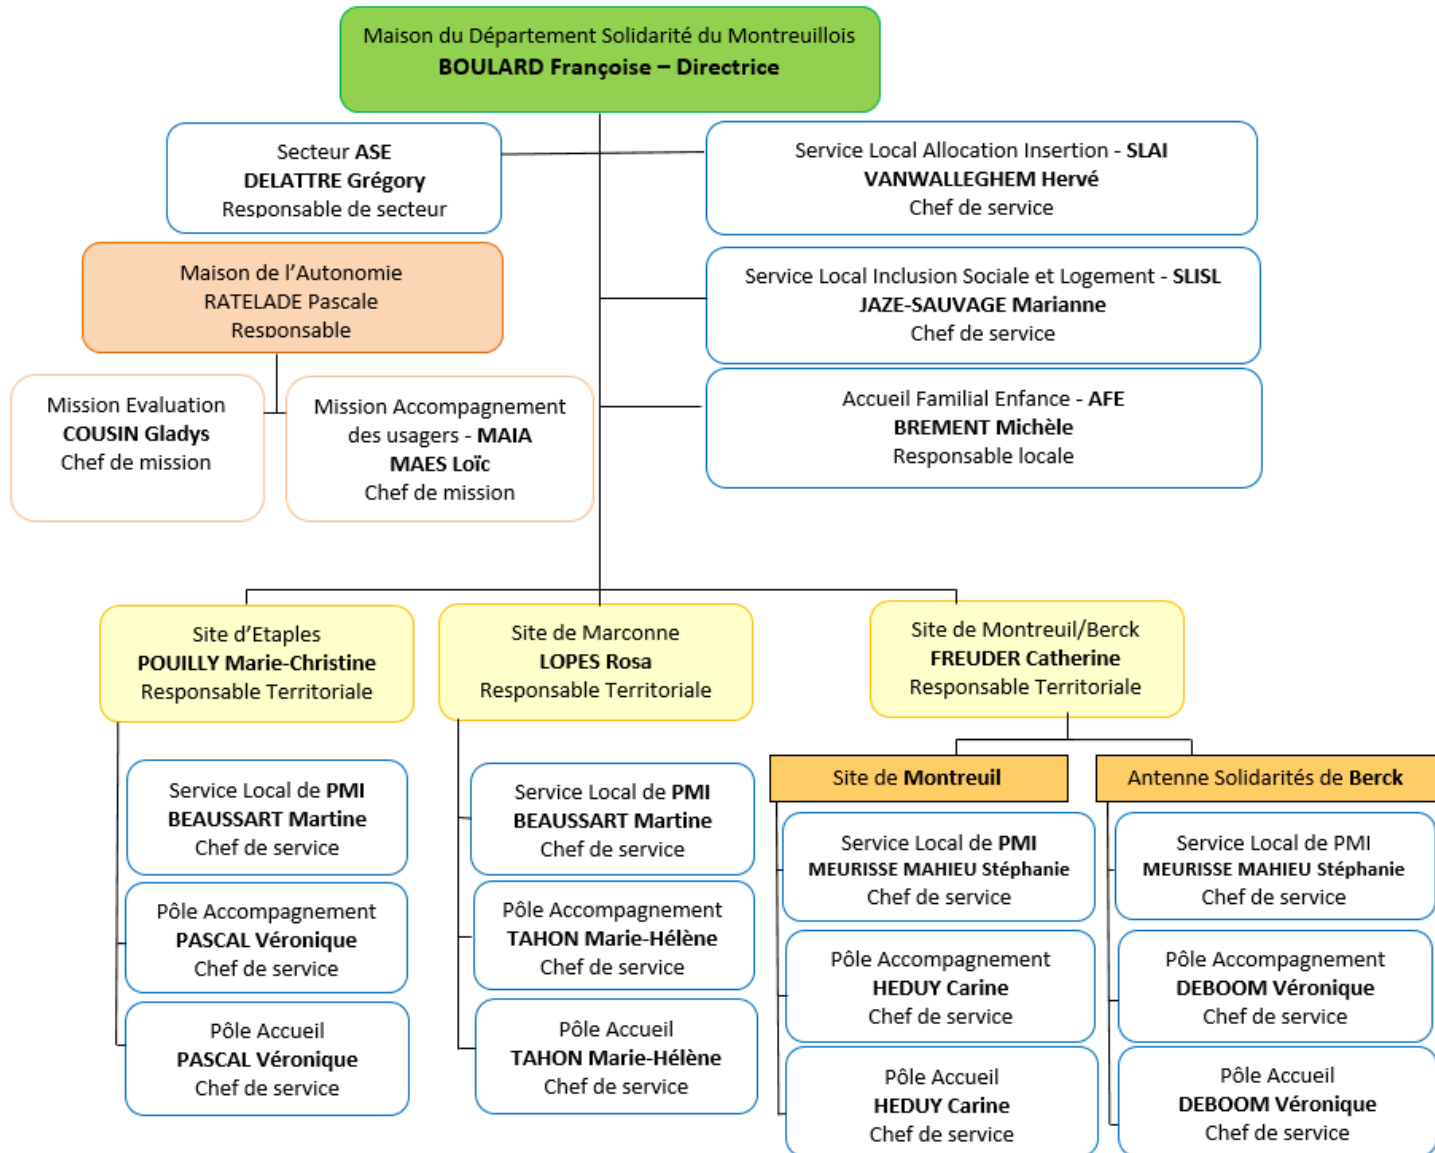 Maison du Département Solidarité du Montreuillois
BOULARD Françoise – Directrice
Secteur ASE
DELATTRE Grégory
Responsable de secteur
Service Local Allocation Insertion - SLAI
VANWALLEGHEM Hervé
Chef de service
Maison de l’Autonomie
RATELADE Pascale
Responsable
Service Local Inclusion Sociale et Logement - SLISL
JAZE-SAUVAGE Marianne
Chef de service
Mission Evaluation
COUSIN Gladys
Chef de mission
Mission Accompagnement
des usagers - MAIA
MAES Loïc
Chef de mission
Accueil Familial Enfance - AFE
BREMENT Michèle
Responsable locale
Site d’Etaples
POUILLY Marie-Christine
Responsable Territoriale
Site de Marconne
LOPES Rosa
Responsable Territoriale
Site de Montreuil/Berck
FREUDER Catherine
Responsable Territoriale
Service Local de PMI
BEAUSSART Martine
Chef de service
Pôle Accompagnement
PASCAL Véronique
Chef de service
Pôle Accueil
PASCAL Véronique
Chef de service
Service Local de PMI
BEAUSSART Martine
Chef de service
Pôle Accompagnement
TAHON Marie-Hélène
Chef de service
Pôle Accueil
TAHON Marie-Hélène
Chef de service
Site de Montreuil
Service Local de PMI
MEURISSE MAHIEU Stéphanie
Chef de service
Pôle Accompagnement
HEDUY Carine
Chef de service
Pôle Accueil
HEDUY Carine
Chef de service
Antenne Solidarités de Berck
Service Local de PMI
MEURISSE MAHIEU Stéphanie
Chef de service
Pôle Accompagnement
DEBOOM Véronique
Chef de service
Pôle Accueil
DEBOOM Véronique
Chef de service